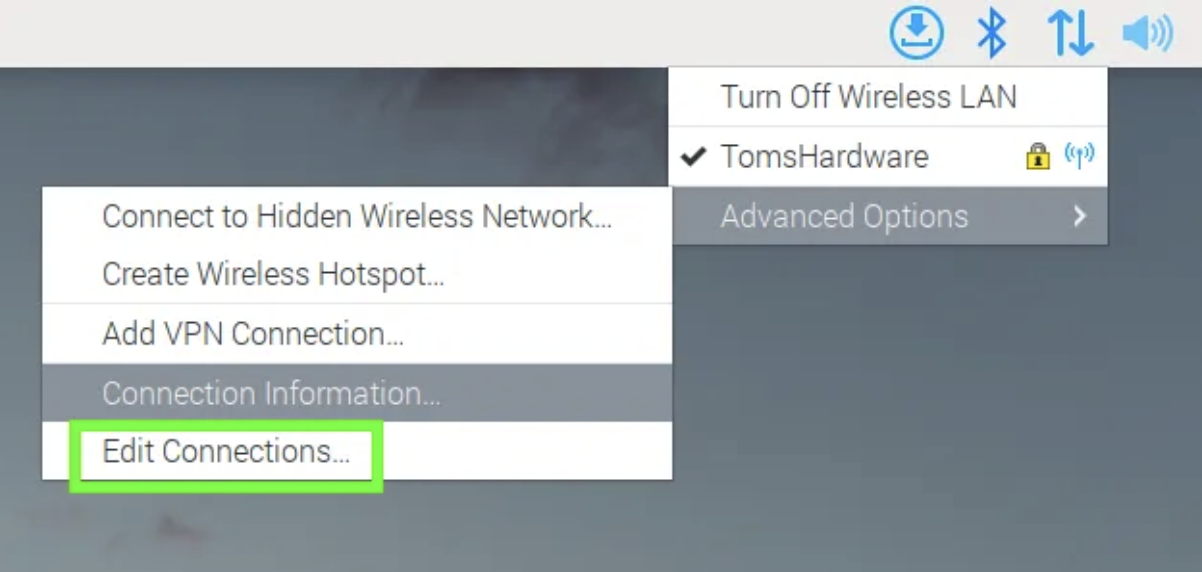 Turn Off Wireless LAN
TomsHardware
Advanced Options
Connect to Hidden Wireless Network...
Create Wireless Hotspot...
Add VPN Connection...
Connection Information...
Edit Connections...